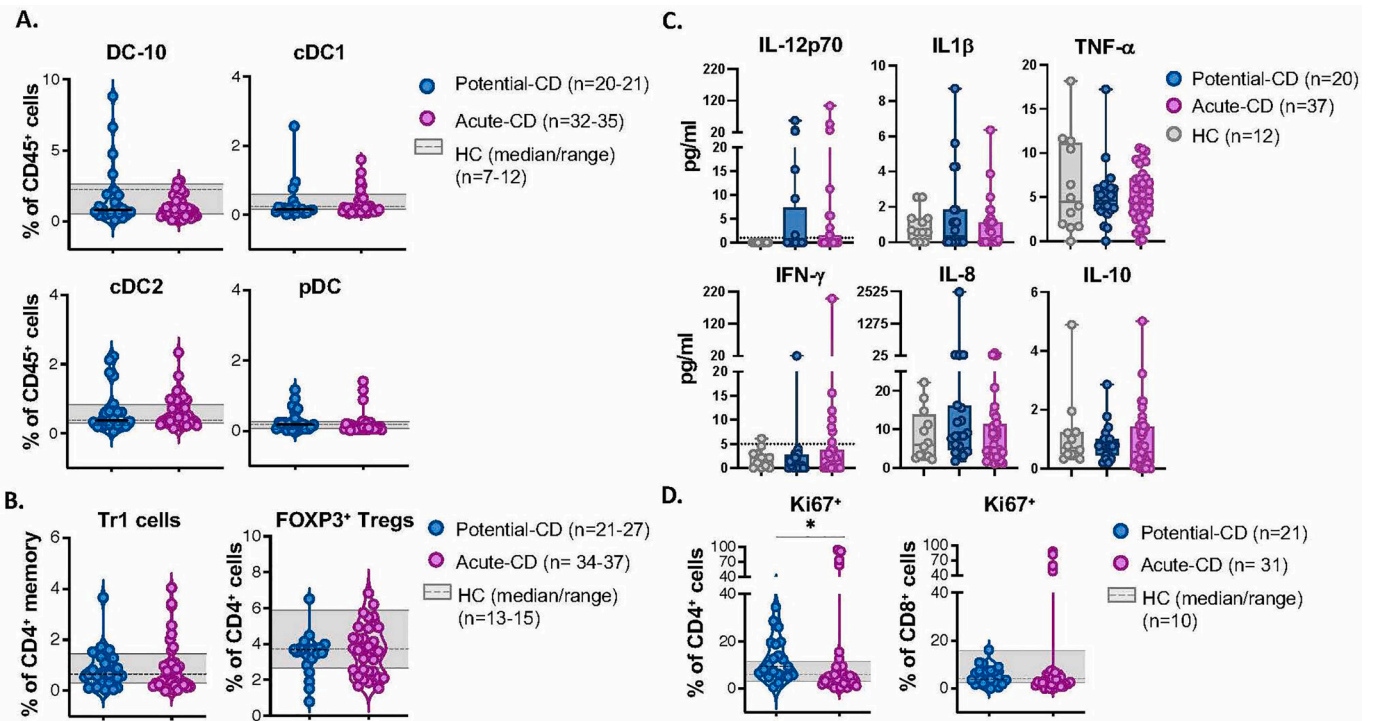 A.
DC-10
cDC1
% of CD45⁺ cells
10
5
0
4
2
0
Potential-CD (n=20-21)
Acute-CD (n=32-35)
HC (median/range)
(n=7-12)
cDC2
pDC
% of CD45⁺ cells
4
2
0
4
2
0
B.
Tr1 cells
FOXP3⁺ Tregs
% of CD4⁺ memory
6
4
2
0
% of CD4⁺ cells
10
8
6
4
2
0
Potential-CD (n=21-27)
Acute-CD (n= 34-37)
HC (median/range)
(n=13-15)
C.
IL-12p70
IL1β
TNF-α
pg/ml
220
120
20
20
15
10
5
0
10
8
6
4
2
0
20
15
10
5
0
Potential-CD (n=20)
Acute-CD (n=37)
HC (n=12)
IFN-γ
IL-8
IL-10
pg/ml
220
120
20
20
15
10
5
0
2525
1275
25
20
10
0
6
4
2
0
D.
Ki67⁺
Ki67⁺
*
% of CD4⁺ cells
100
70
40
40
20
0
% of CD8⁺ cells
100
70
40
40
20
0
Potential-CD (n=21)
Acute-CD (n= 31)
HC (median/range)
(n=10)